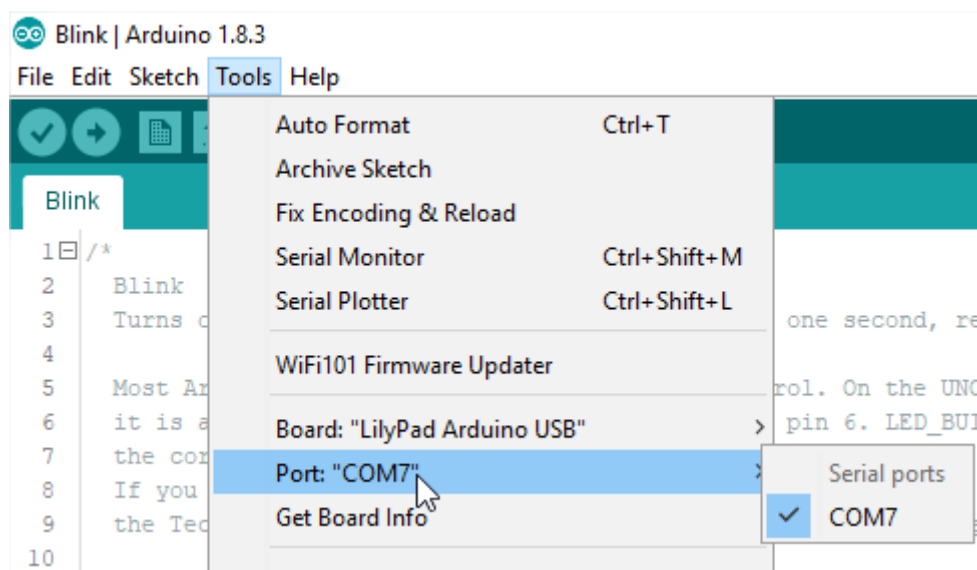 Blink | Arduino 1.8.3
File Edit Sketch Tools Help
Auto Format Ctrl+T
Archive Sketch
Fix Encoding & Reload
Serial Monitor Ctrl+Shift+M
Serial Plotter Ctrl+Shift+L
WiFi101 Firmware Updater
Board: "LilyPad Arduino USB"
Port: "COM7"
Get Board Info
Serial ports
COM7
Blink
1 /*
2 Blink
3 Turns one second, re
4
5 Most Ar rol. On the UNO
6 it is a pin 6. LED_BUI
7 the cor
8 If you
9 the Tec
10